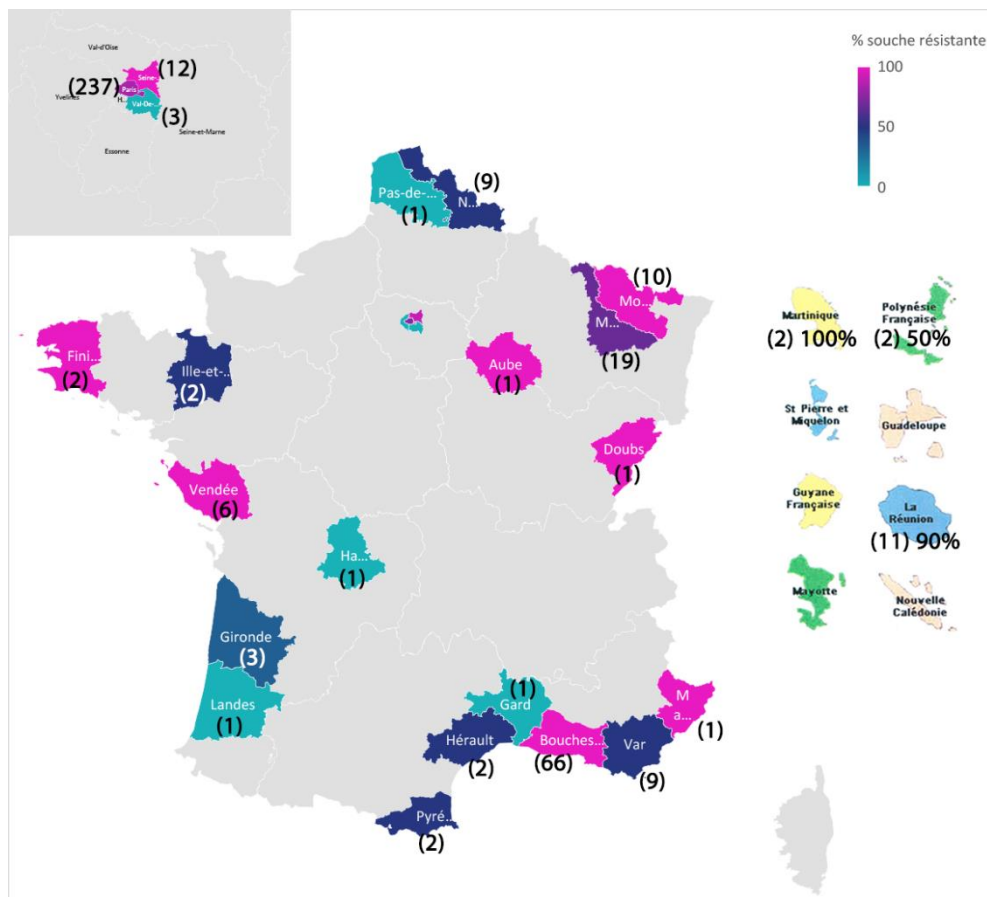 % souche résistante
100
50
0
Val-d'Oise
(12)
Seine-...
(237)
Paris
Yvelines
H...
Val-De-...
(3)
Seine-et-Marne
Essonne
Pas-de-...
(1)
(9)
N...
(10)
Mo...
M...
(19)
Fini...
(2)
Ille-et-...
(2)
Aube
(1)
Doubs
(1)
Vendée
(6)
Ha...
(1)
Gironde
(3)
Landes
(1)
(1)
Gard
Hérault
(2)
Bouches...
(66)
Var
(9)
M
a...
(1)
Pyré...
(2)
Martinique
(2) 100%
Polynésie
Française
(2) 50%
St Pierre et
Miquelon
Guadeloupe
Guyane
Française
La
Réunion
(11) 90%
Mayotte
Nouvelle
Calédonie